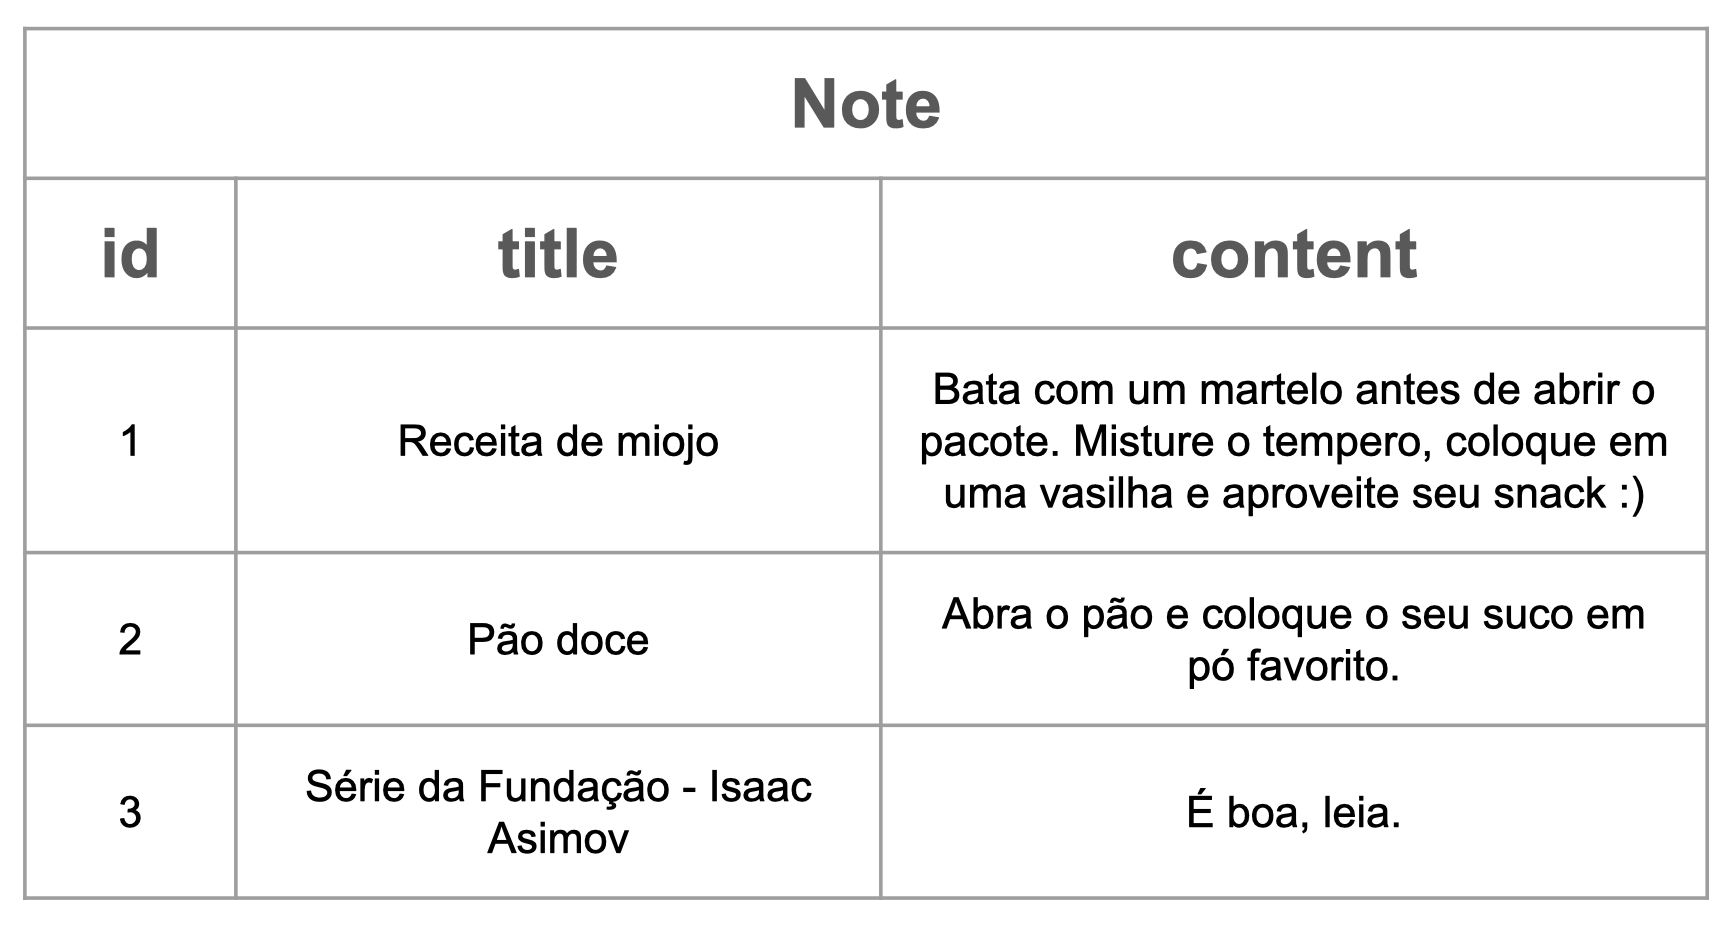 Note
id
title
content
1
Receita de miojo
Bata com um martelo antes de abrir o
pacote. Misture o tempero, coloque em
uma vasilha e aproveite seu snack :)
2
Pão doce
Abra o pão e coloque o seu suco em
pó favorito.
3
Série da Fundação - Isaac
Asimov
É boa, leia.